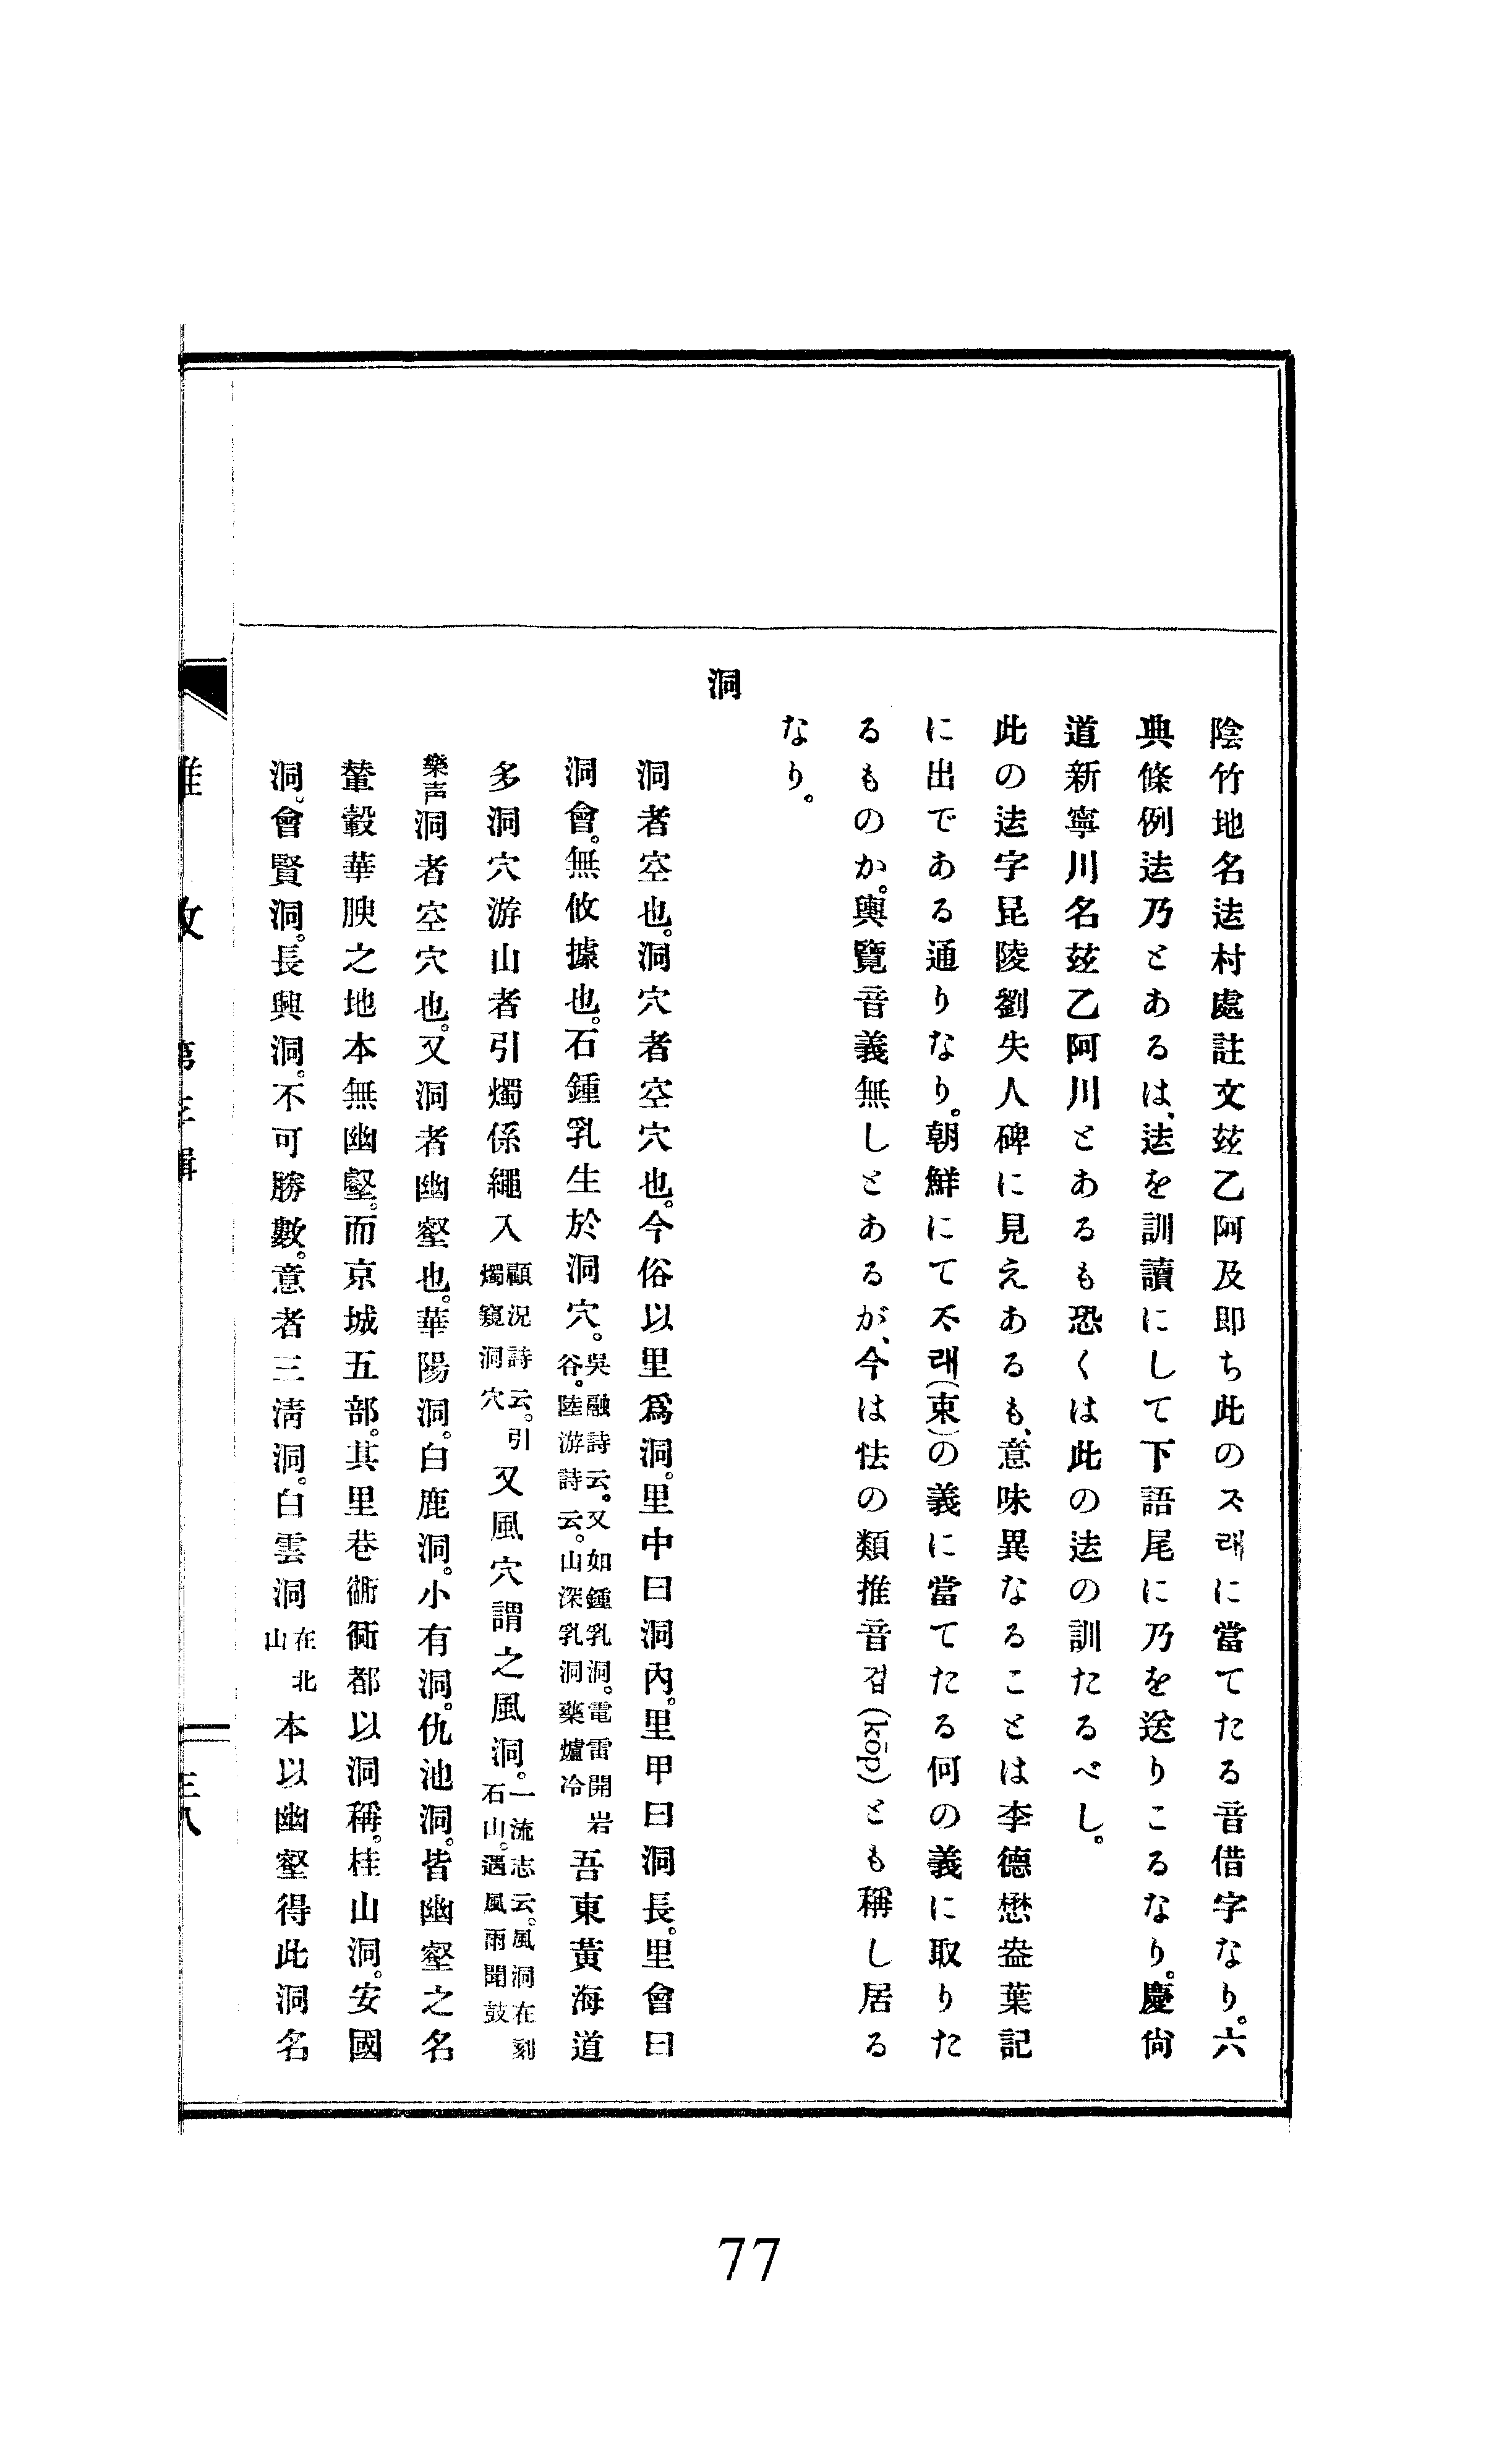 陰竹地名迲村處註文玆乙阿及即ち此のᄌᆞ래に當てたる音借字なり。六
典條例迲乃とあるは、迲を訓讀にして下語尾に乃を送りこるなり。慶尙
道新寧川名玆乙阿川とあるも恐くは此の迲の訓たるべし。
此の迲字昆陵劉失人碑に見えあるも、意味異なることは李德懋盎葉記
に出である通りなり。朝鮮にてᄌᆞ래(束)の義に當てたる何の義に取りた
るものか。輿覽音義無しとあるが、今は怯の類推音겁(kŏp)とも稱し居る
なり。
洞
洞者空也。洞穴者空穴也。今俗以里爲洞。里中曰洞內。里甲曰洞長。里會曰
洞會。無攸據也。石鍾乳生於洞穴。吳融詩云。又如鍾乳洞。電雷開岩谷。陸游詩云。山深乳洞藥爐冷吾東黃海道
多洞穴游山者引燭係繩入顧況詩云。引燭窺洞穴又風穴謂之風洞。一流志云。風洞在刻石山。遇風雨聞鼓
樂声洞者空穴也。又洞者幽壑也。華陽洞。白鹿洞。小有洞。仇池洞。皆幽壑之名
輦轂華腴之地本無幽壑。而京城五部。其里巷衚衕都以洞稱。桂山洞。安國
洞。會賢洞。長興洞。不可勝數。意者三淸洞。白雲洞在北山本以幽壑得此洞名
77